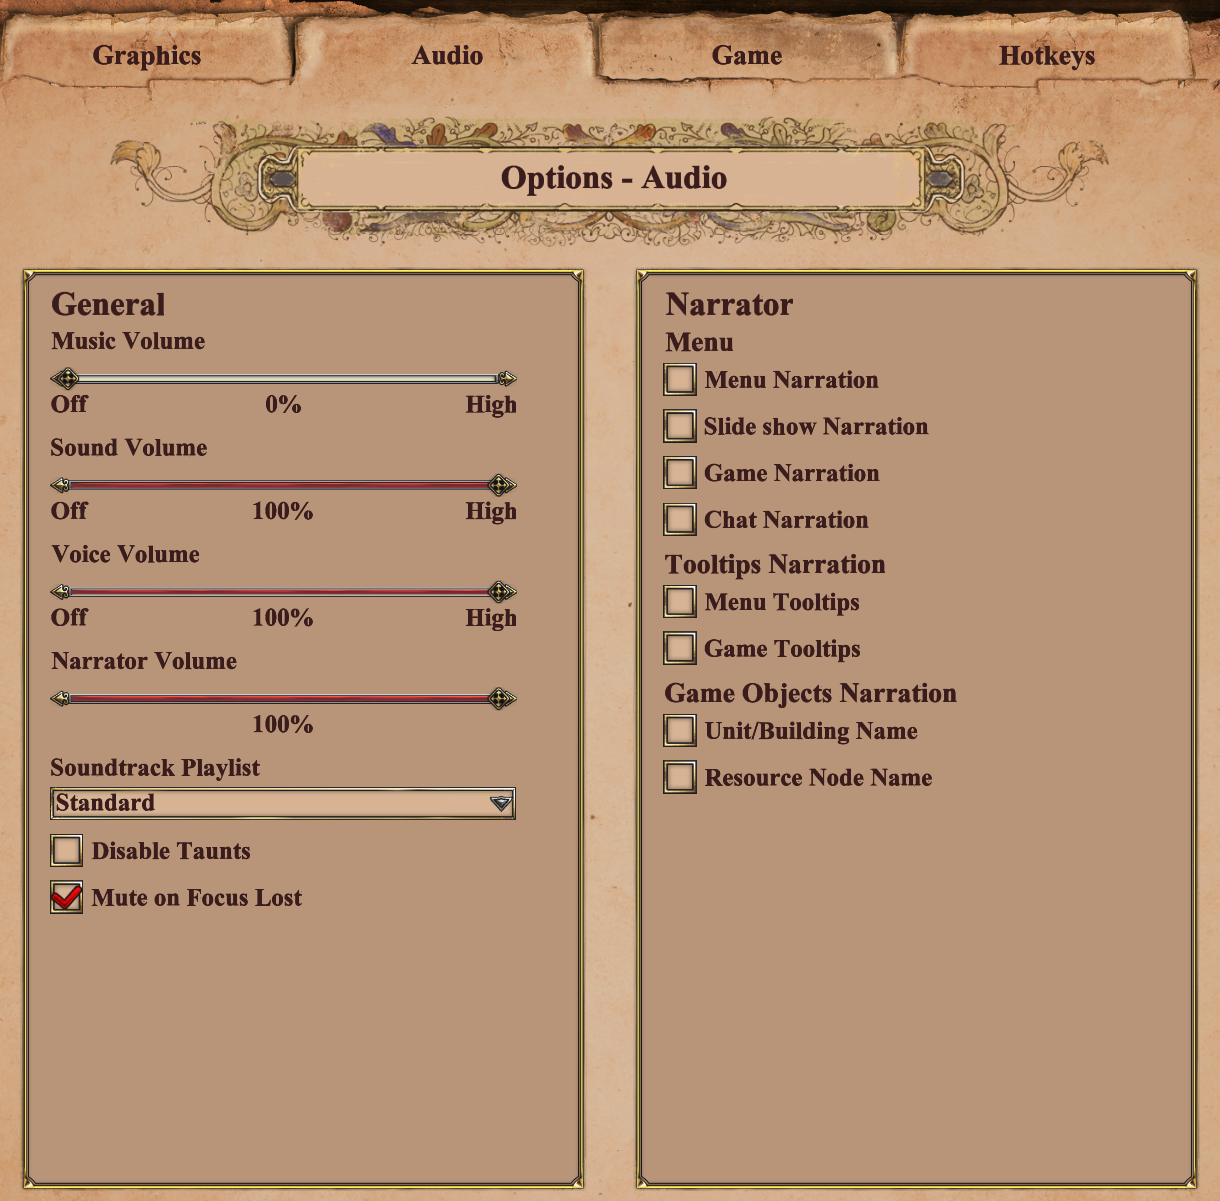 Graphics Audio Game Hotkeys
Options - Audio
General
Music Volume
Off 0% High
Sound Volume
Off 100% High
Voice Volume
Off 100% High
Narrator Volume
100%
Soundtrack Playlist
Standard
Disable Taunts
Mute on Focus Lost
Narrator
Menu
Menu Narration
Slide show Narration
Game Narration
Chat Narration
Tooltips Narration
Menu Tooltips
Game Tooltips
Game Objects Narration
Unit/Building Name
Resource Node Name